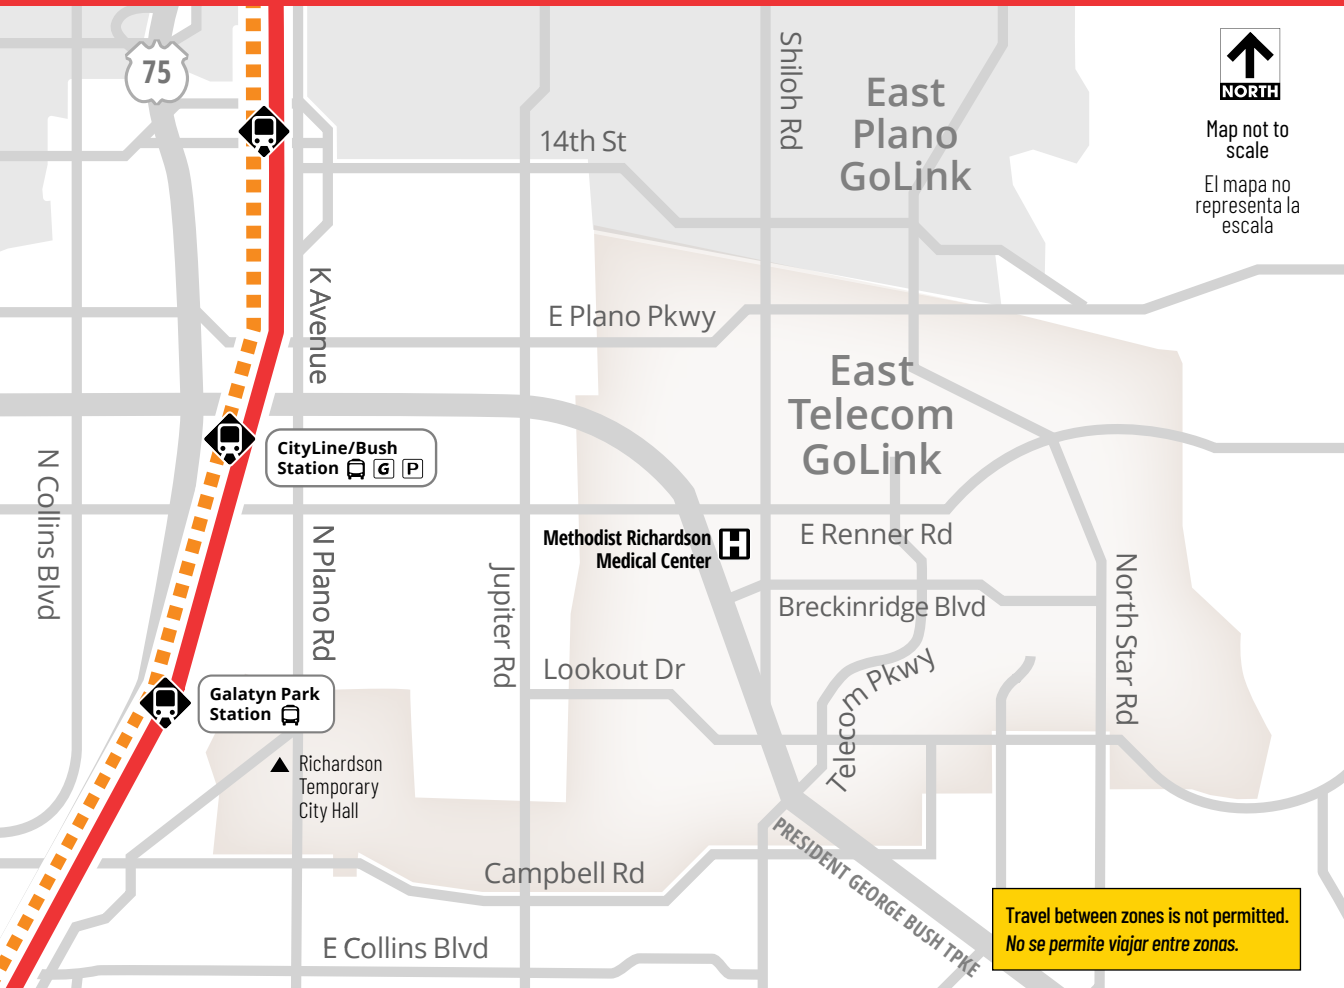 75
Shiloh Rd
East
Plano
GoLink
NORTH
Map not to
scale
El mapa no
representa la
escala
14th St
K Avenue
E Plano Pkwy
East
Telecom
GoLink
CityLine/Bush
Station G P
N Collins Blvd
N Plano Rd
Jupiter Rd
Methodist Richardson
Medical Center
H
E Renner Rd
Breckinridge Blvd
North Star Rd
Lookout Dr
Telecom Pkwy
Galatyn Park
Station
Richardson
Temporary
City Hall
Campbell Rd
PRESIDENT GEORGE BUSH TPKE
E Collins Blvd
Travel between zones is not permitted.
No se permite viajar entre zonas.